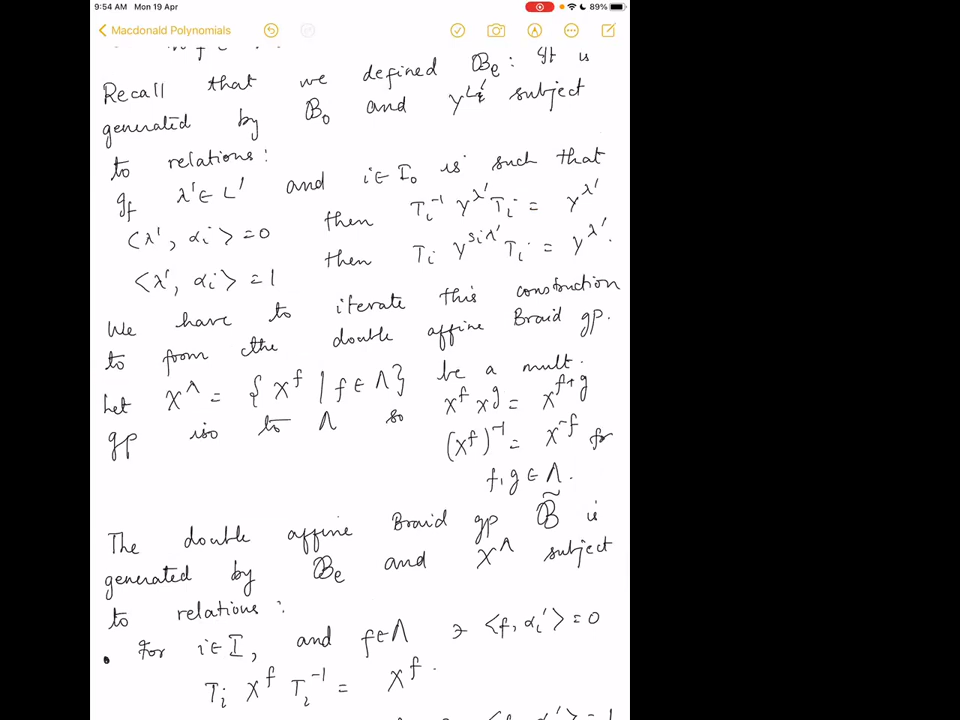 9:54 AM Mon 19 Apr
89%
Macdonald Polynomials
Recall that we defined 𝔹ₑ: It is
generated by 𝔹₀ and Y^{L'} subject
to relations:
If λ' ∈ L' and i ∈ I₀ is such that
⟨λ', αᵢ⟩ = 0 then Tᵢ⁻¹ Y^{λ'} Tᵢ = Y^{λ'}
⟨λ', αᵢ⟩ = 1 then Tᵢ Y^{sᵢλ'} Tᵢ = Y^{λ'}.
We have to iterate this construction
to form the double affine Braid gp.
Let X^Λ = { X^f | f ∈ Λ } be a mult.
gp iso to Λ so X^f X^g = X^{f+g}
(X^f)⁻¹ = X^{-f} for
f, g ∈ Λ.
The double affine Braid gp 𝔹̃ is
generated by 𝔹ₑ and X^Λ subject
to relations:
• For i ∈ I, and f ∈ Λ ∋ ⟨f, αᵢ'⟩ = 0
Tᵢ X^f Tᵢ⁻¹ = X^f.
⟨f, αᵢ'⟩ = 1